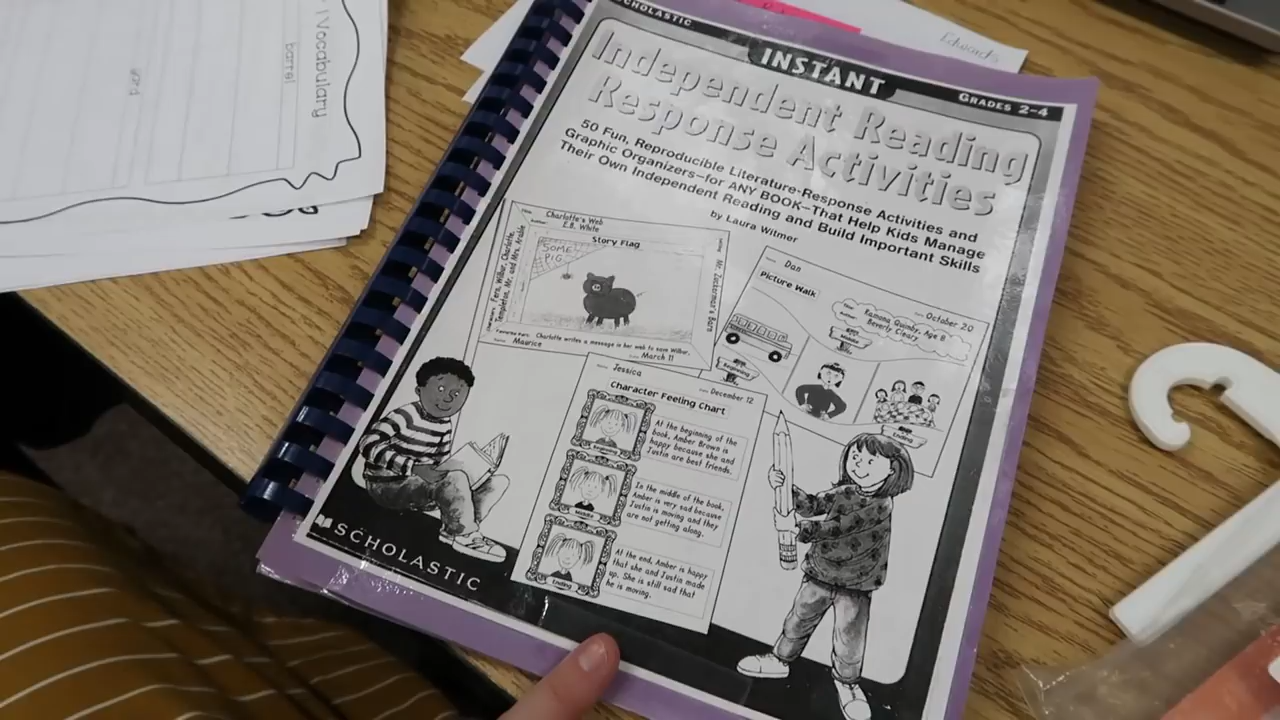 Vocabulary
barrel
Edwards
SCHOLASTIC
INSTANT
GRADES 2-4
Independent Reading
Response Activities
50 Fun, Reproducible Literature-Response Activities and
Graphic Organizers—for ANY BOOK—That Help Kids Manage
Their Own Independent Reading and Build Important Skills
by Laura Witmer
Charlotte's Web
E.B. White
Story Flag
SOME
PIG
Fern, Wilbur, Charlotte,
Templeton, Mr. and Mrs. Arable
Mr. Zuckerman's Barn
Charlotte writes a message in her web to save Wilbur.
Maurice
March 11
Dan
Picture Walk
October 20
Ramona Quimby, Age 8
Beverly Cleary
Middle
Beginning
Ending
Jessica
December 12
Character Feeling Chart
At the beginning of the
book, Amber Brown is
happy because she and
Justin are best friends.
In the middle of the book,
Amber is very sad because
Justin is moving and they
are not getting along.
Middle
At the end, Amber is happy
that she and Justin made
up. She is still sad that
he is moving.
Ending
SCHOLASTIC